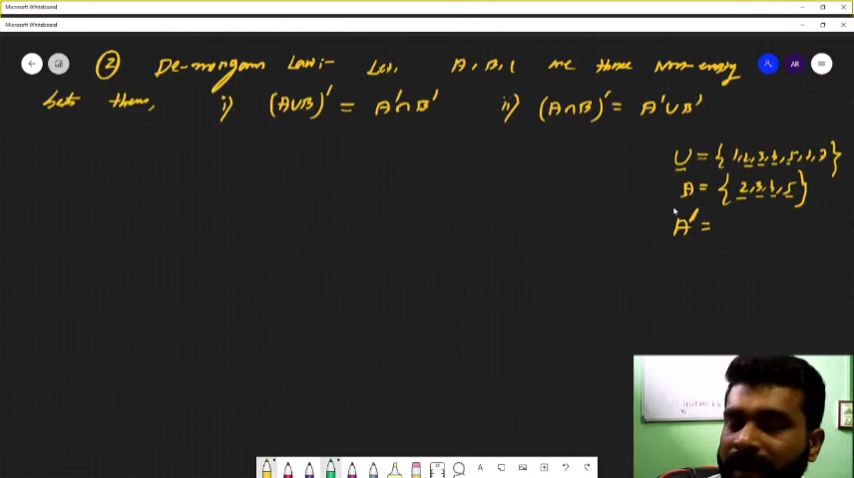 Microsoft Whiteboard
Microsoft Whiteboard
② De-morgan Law:- Let, A, B, C are three Non-empty
sets then, i) (A∪B)' = A'∩B' ii) (A∩B)' = A'∪B'
U = {1,2,3,4,5,6,7}
A = {2,3,4,5}
A' =
AR